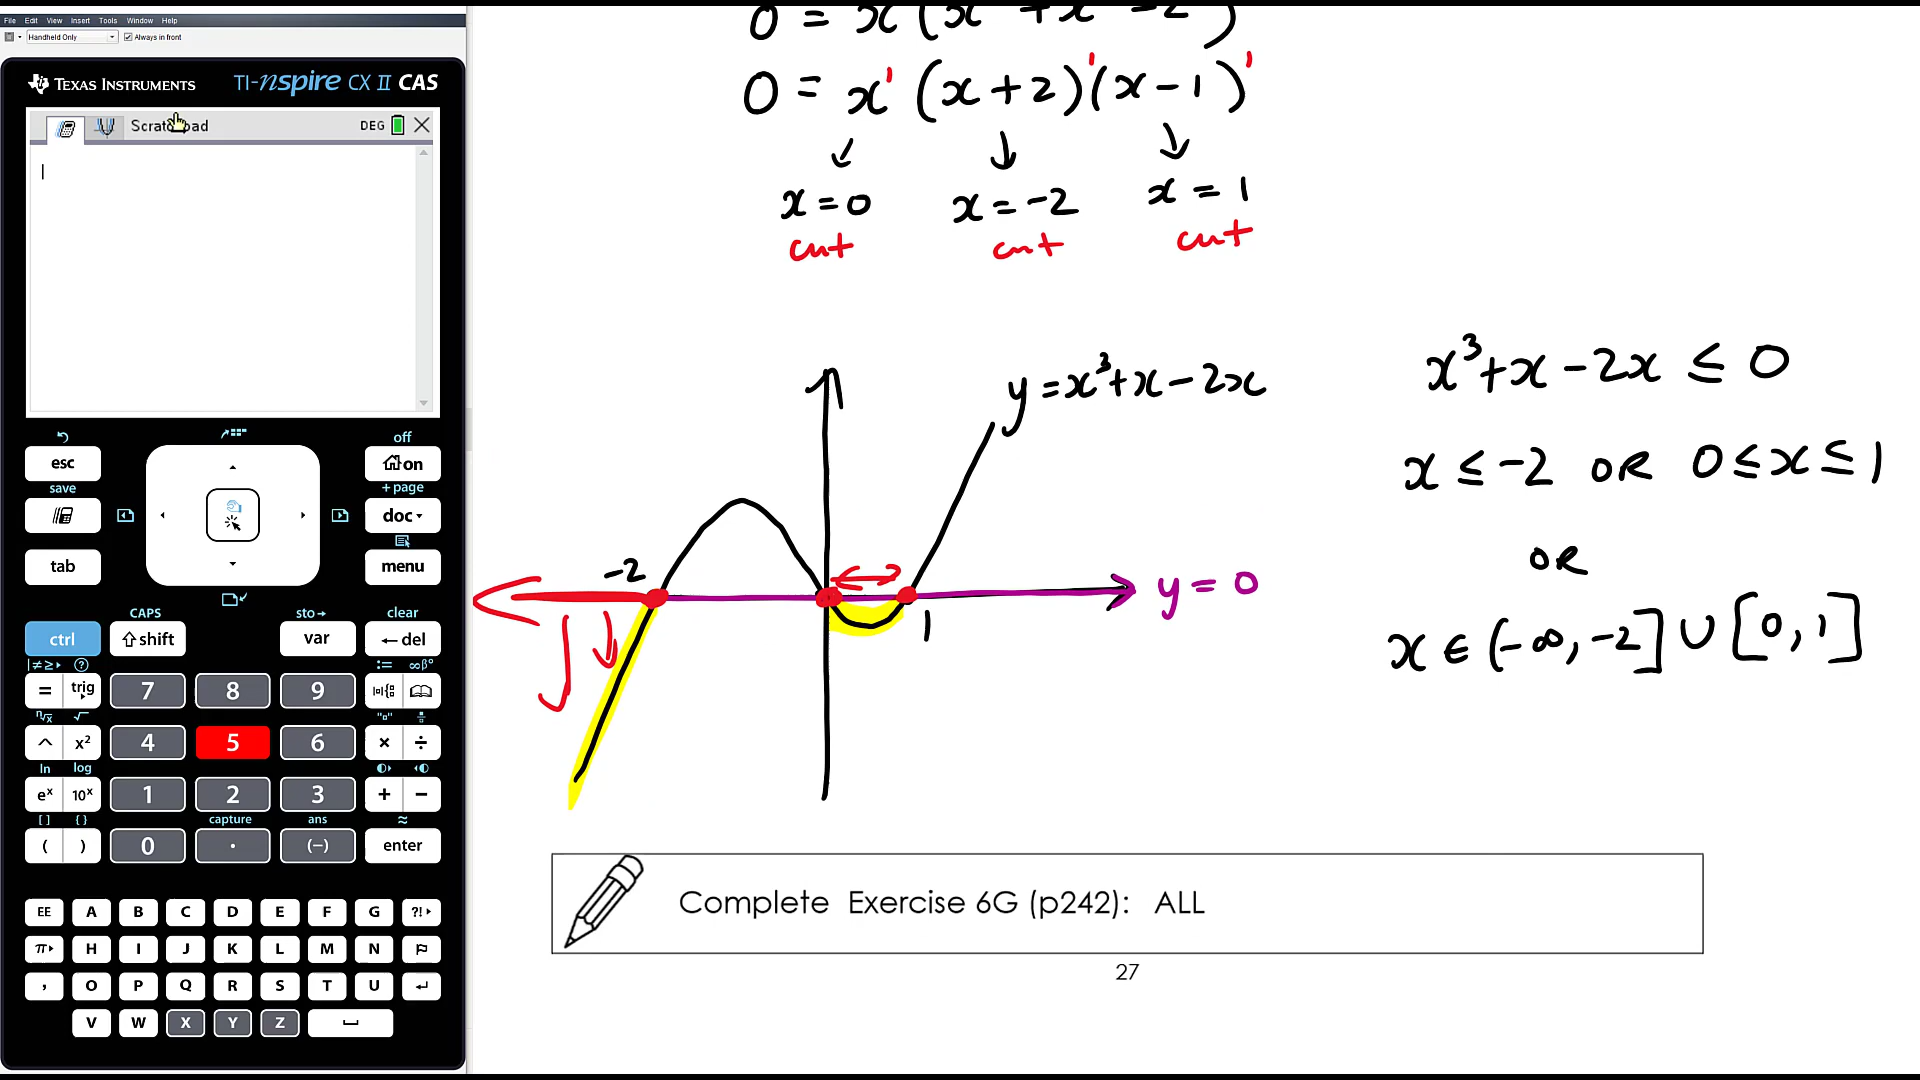 File Edit View Insert Tools Window Help
Handheld Only Always in front
TEXAS INSTRUMENTS TI-nspire CX II CAS
Scratchpad DEG
off
esc on
save + page
doc
tab menu
CAPS sto clear
ctrl shift var del
= trig 7 8 9
^ x² 4 5 6 × ÷
ln log
eˣ 10ˣ 1 2 3 + −
[ ] { } capture ans ≈
( ) 0 . (−) enter
EE A B C D E F G ?!
π H I J K L M N
, O P Q R S T U
V W X Y Z
0 = x¹ (x+2)¹(x−1)¹
x=0 x=-2 x=1
cut cut cut
y=x³+x-2x
-2
1
y=0
x³+x-2x ≤ 0
x ≤ -2 OR 0≤x≤1
OR
x ∈ (-∞, -2] ∪ [0, 1]
Complete Exercise 6G (p242): ALL
27